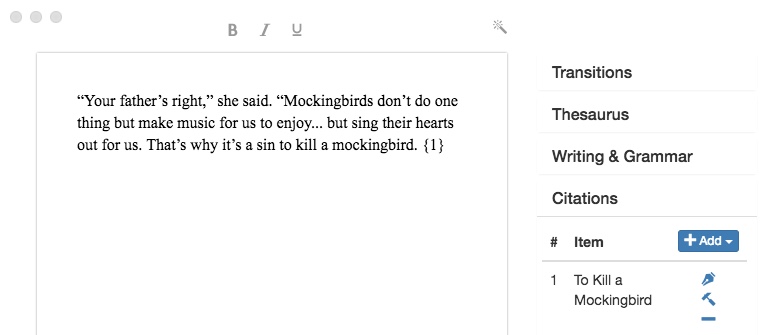 B I U
“Your father’s right,” she said. “Mockingbirds don’t do one
thing but make music for us to enjoy... but sing their hearts
out for us. That’s why it’s a sin to kill a mockingbird. {1}
Transitions
Thesaurus
Writing & Grammar
Citations
# Item + Add
1 To Kill a
Mockingbird